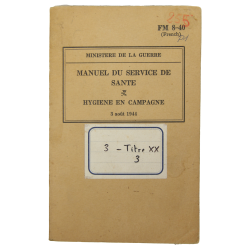 FM 8-40
(French)
MINISTERE DE LA GUERRE
MANUEL DU SERVICE DE
SANTE
HYGIENE EN CAMPAGNE
3 août 1944
3 - Titre XX
3